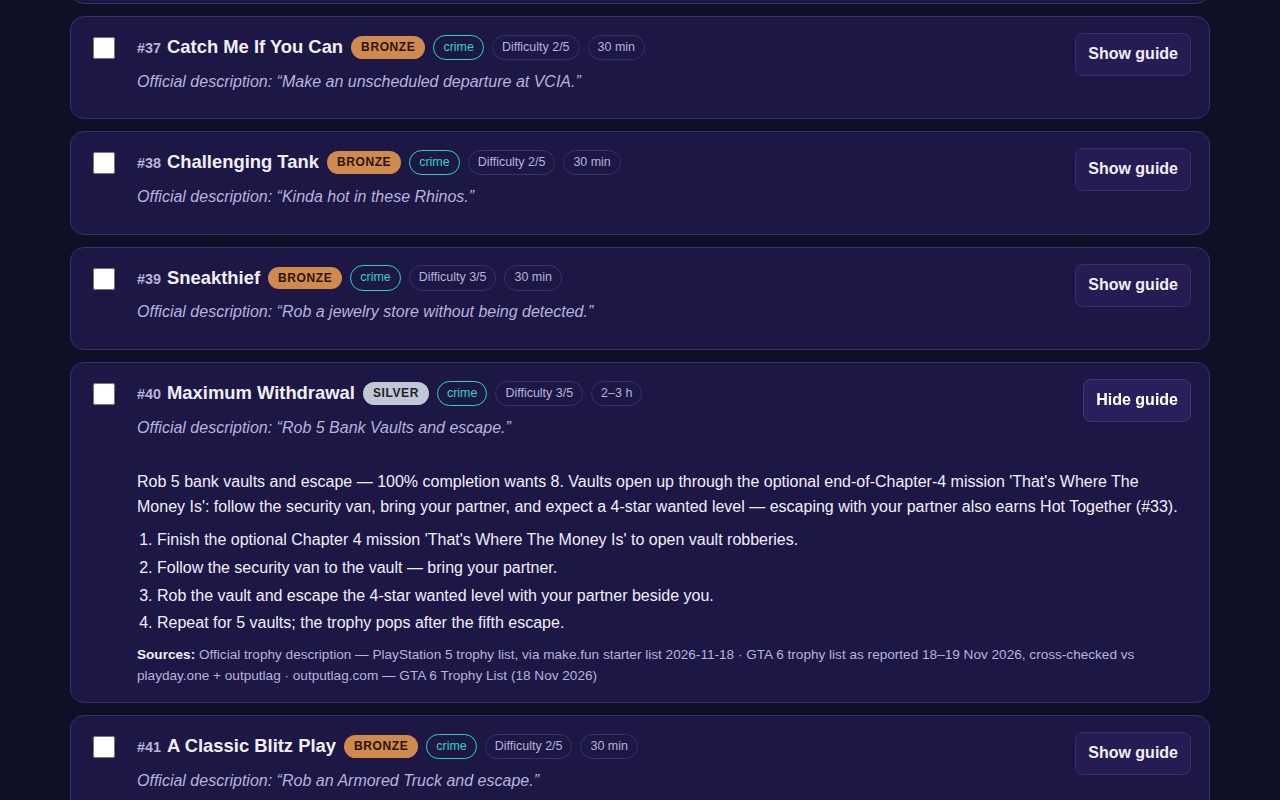 #37 Catch Me If You Can BRONZE crime Difficulty 2/5 30 min Show guide
Official description: “Make an unscheduled departure at VCIA.”
#38 Challenging Tank BRONZE crime Difficulty 2/5 30 min Show guide
Official description: “Kinda hot in these Rhinos.”
#39 Sneakthief BRONZE crime Difficulty 3/5 30 min Show guide
Official description: “Rob a jewelry store without being detected.”
#40 Maximum Withdrawal SILVER crime Difficulty 3/5 2–3 h Hide guide
Official description: “Rob 5 Bank Vaults and escape.”
Rob 5 bank vaults and escape — 100% completion wants 8. Vaults open up through the optional end-of-Chapter-4 mission 'That's Where The
Money Is': follow the security van, bring your partner, and expect a 4-star wanted level — escaping with your partner also earns Hot Together (#33).
1. Finish the optional Chapter 4 mission 'That's Where The Money Is' to open vault robberies.
2. Follow the security van to the vault — bring your partner.
3. Rob the vault and escape the 4-star wanted level with your partner beside you.
4. Repeat for 5 vaults; the trophy pops after the fifth escape.
Sources: Official trophy description — PlayStation 5 trophy list, via make.fun starter list 2026-11-18 · GTA 6 trophy list as reported 18–19 Nov 2026, cross-checked vs
playday.one + outputlag · outputlag.com — GTA 6 Trophy List (18 Nov 2026)
#41 A Classic Blitz Play BRONZE crime Difficulty 2/5 30 min Show guide
Official description: “Rob an Armored Truck and escape.”